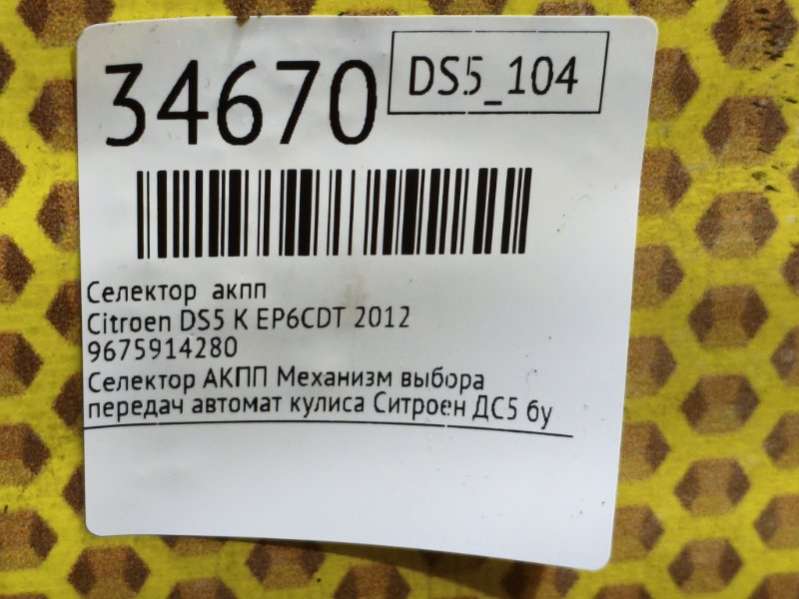 34670
DS5_104
Селектор акпп
Citroen DS5 K EP6CDT 2012
9675914280
Селектор АКПП Механизм выбора
передач автомат кулиса Ситроен ДС5 бу